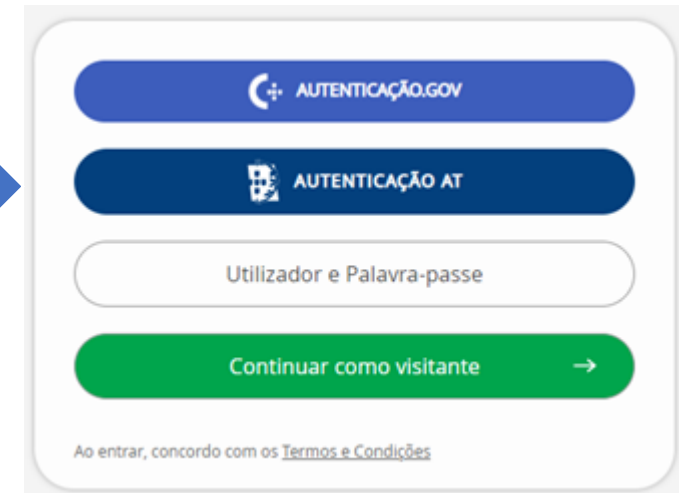 AUTENTICAÇÃO.GOV
AUTENTICAÇÃO AT
Utilizador e Palavra-passe
Continuar como visitante →
Ao entrar, concordo com os Termos e Condições